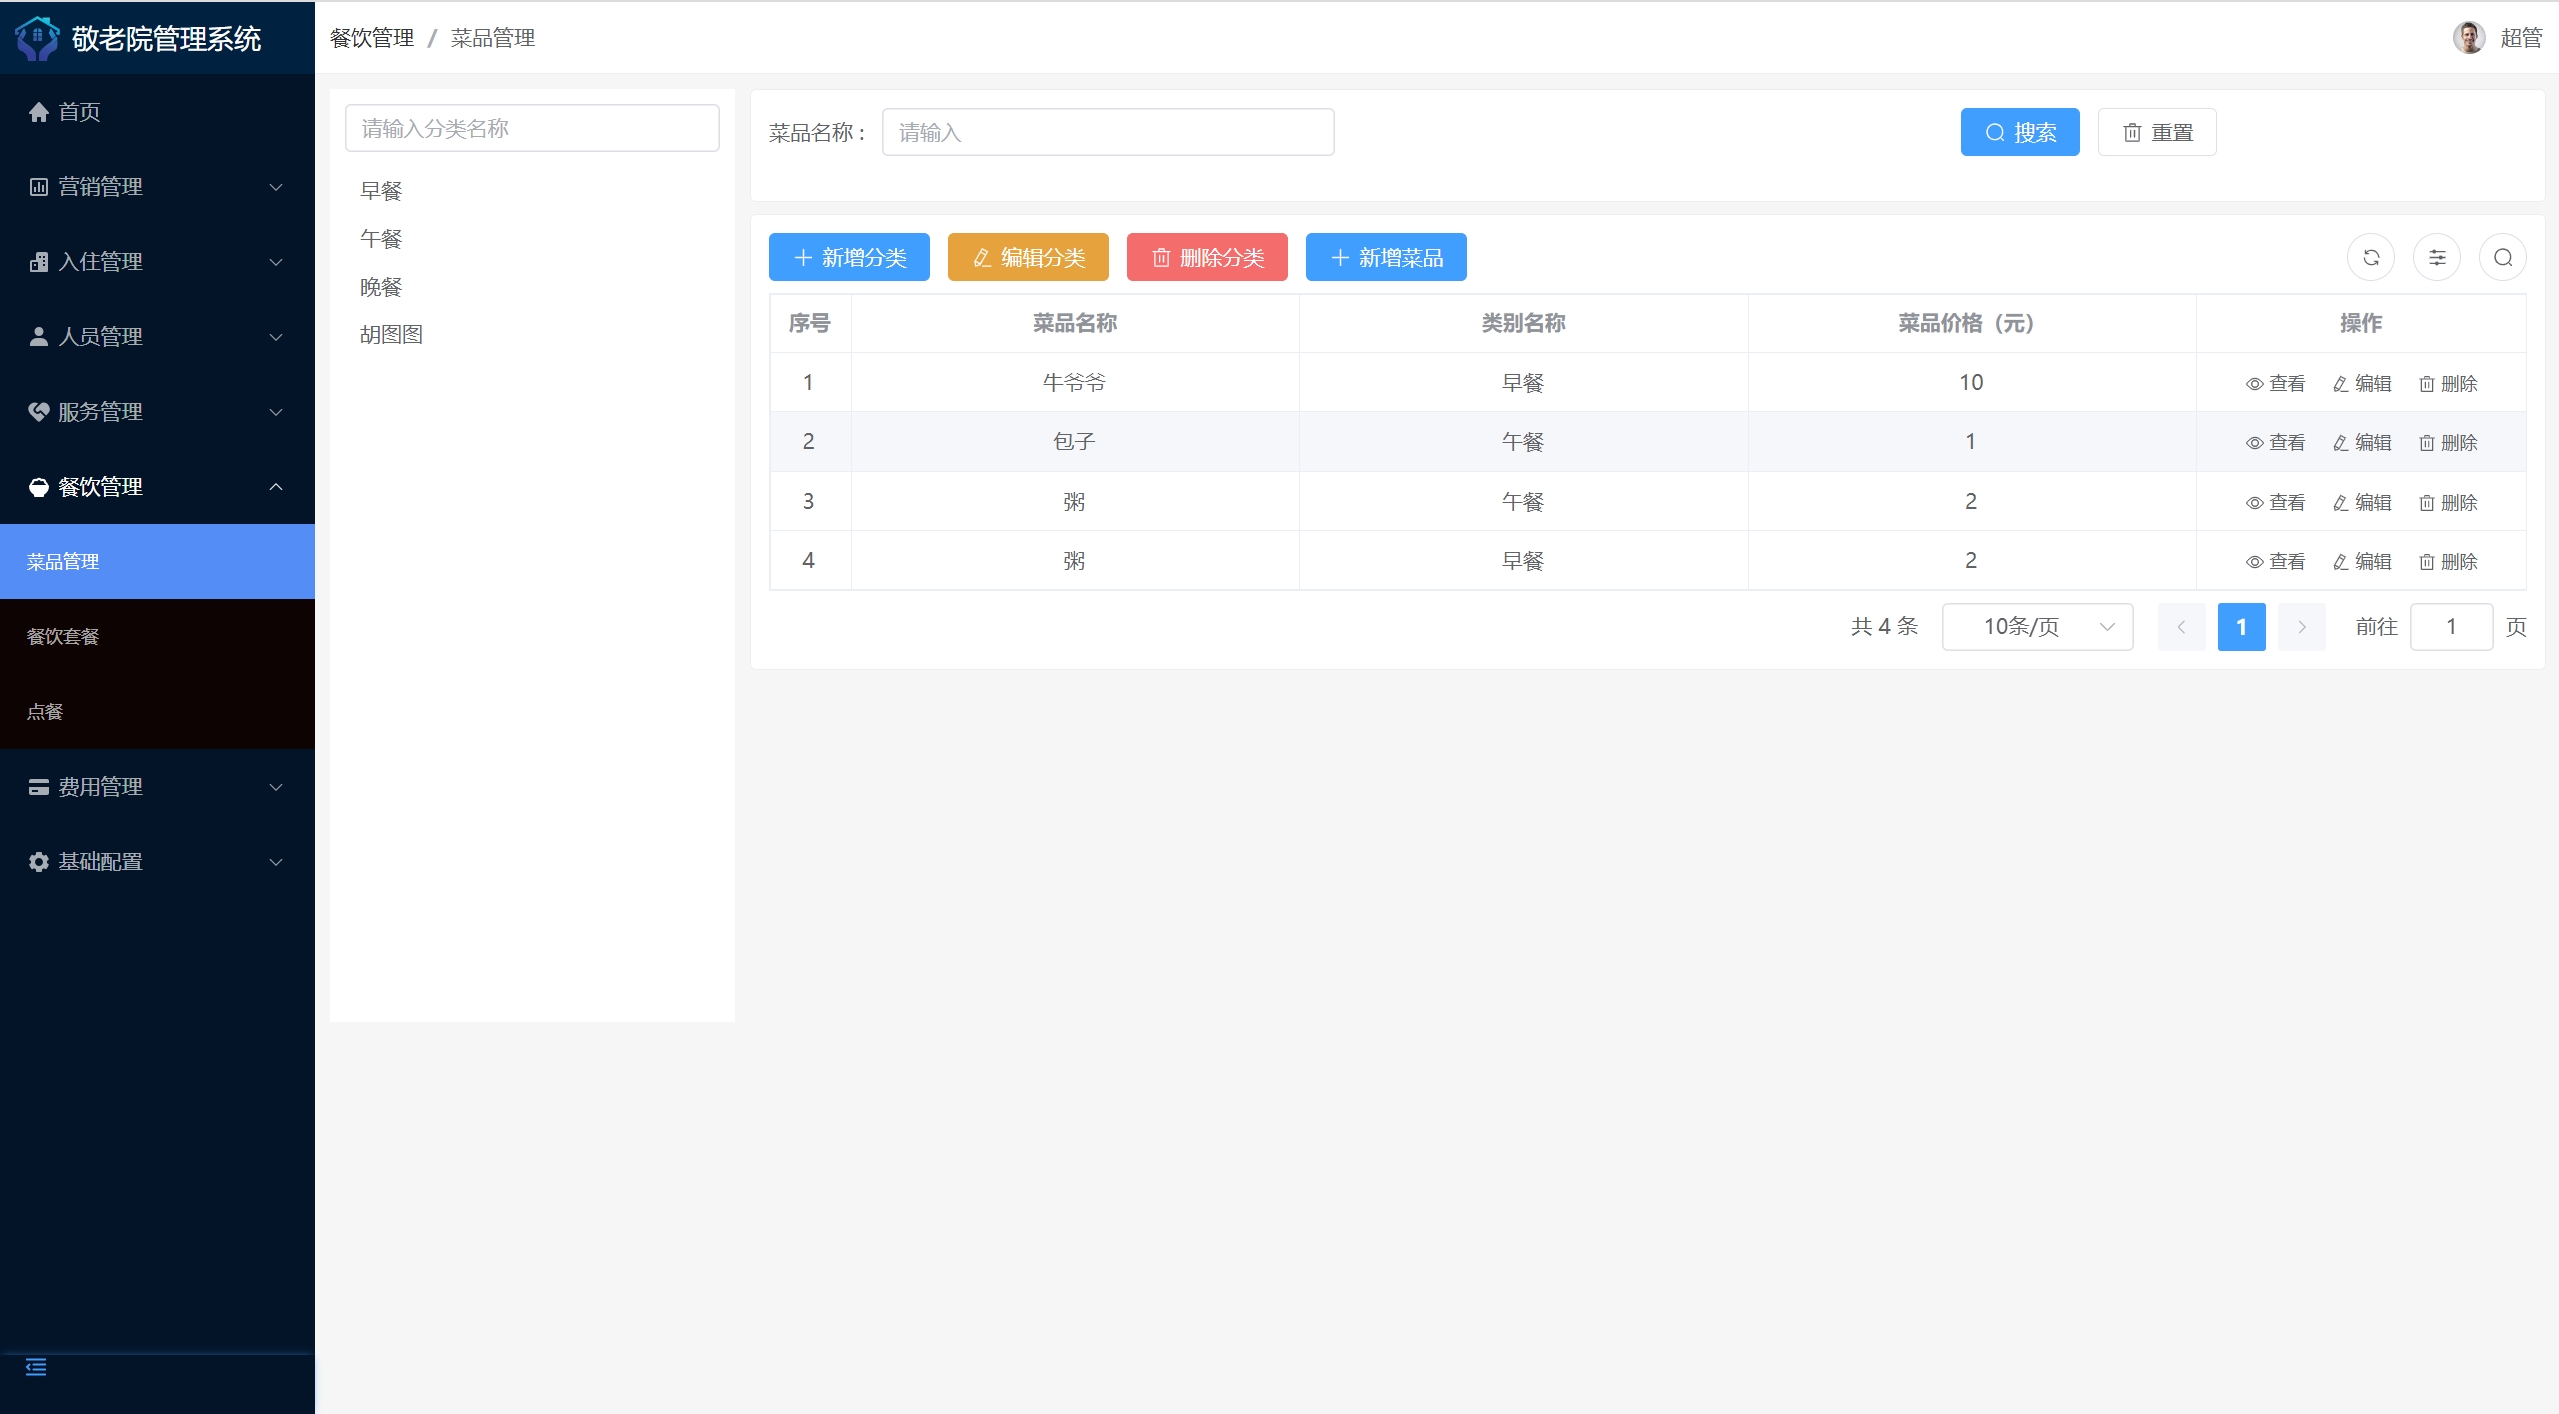 敬老院管理系统
餐饮管理 / 菜品管理
超管
首页
营销管理
入住管理
人员管理
服务管理
餐饮管理
菜品管理
餐饮套餐
点餐
费用管理
基础配置
请输入分类名称
早餐
午餐
晚餐
胡图图
菜品名称： 请输入 搜索 重置
新增分类 编辑分类 删除分类 新增菜品
序号 菜品名称 类别名称 菜品价格（元） 操作
1 牛爷爷 早餐 10 查看 编辑 删除
2 包子 午餐 1 查看 编辑 删除
3 粥 午餐 2 查看 编辑 删除
4 粥 早餐 2 查看 编辑 删除
共 4 条 10条/页 1 前往 1 页